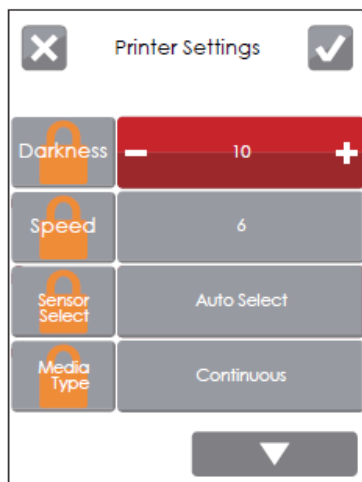 Printer Settings
Darkness
10
Speed
6
Sensor
Select
Auto Select
Media
Type
Continuous